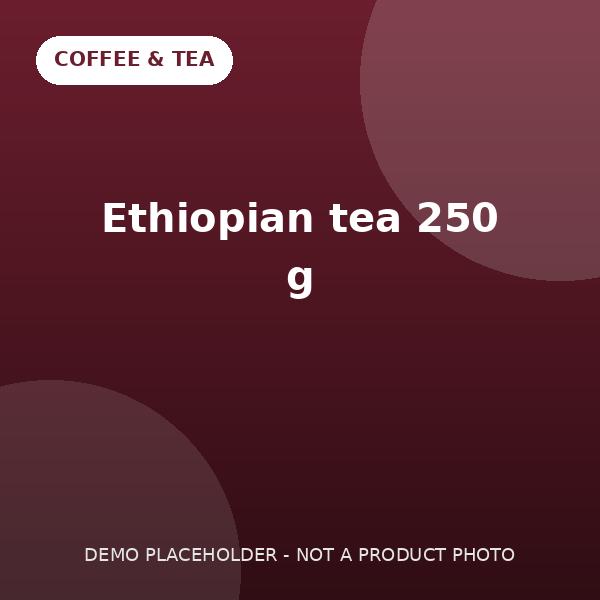 COFFEE & TEA
Ethiopian tea 250
g
DEMO PLACEHOLDER - NOT A PRODUCT PHOTO